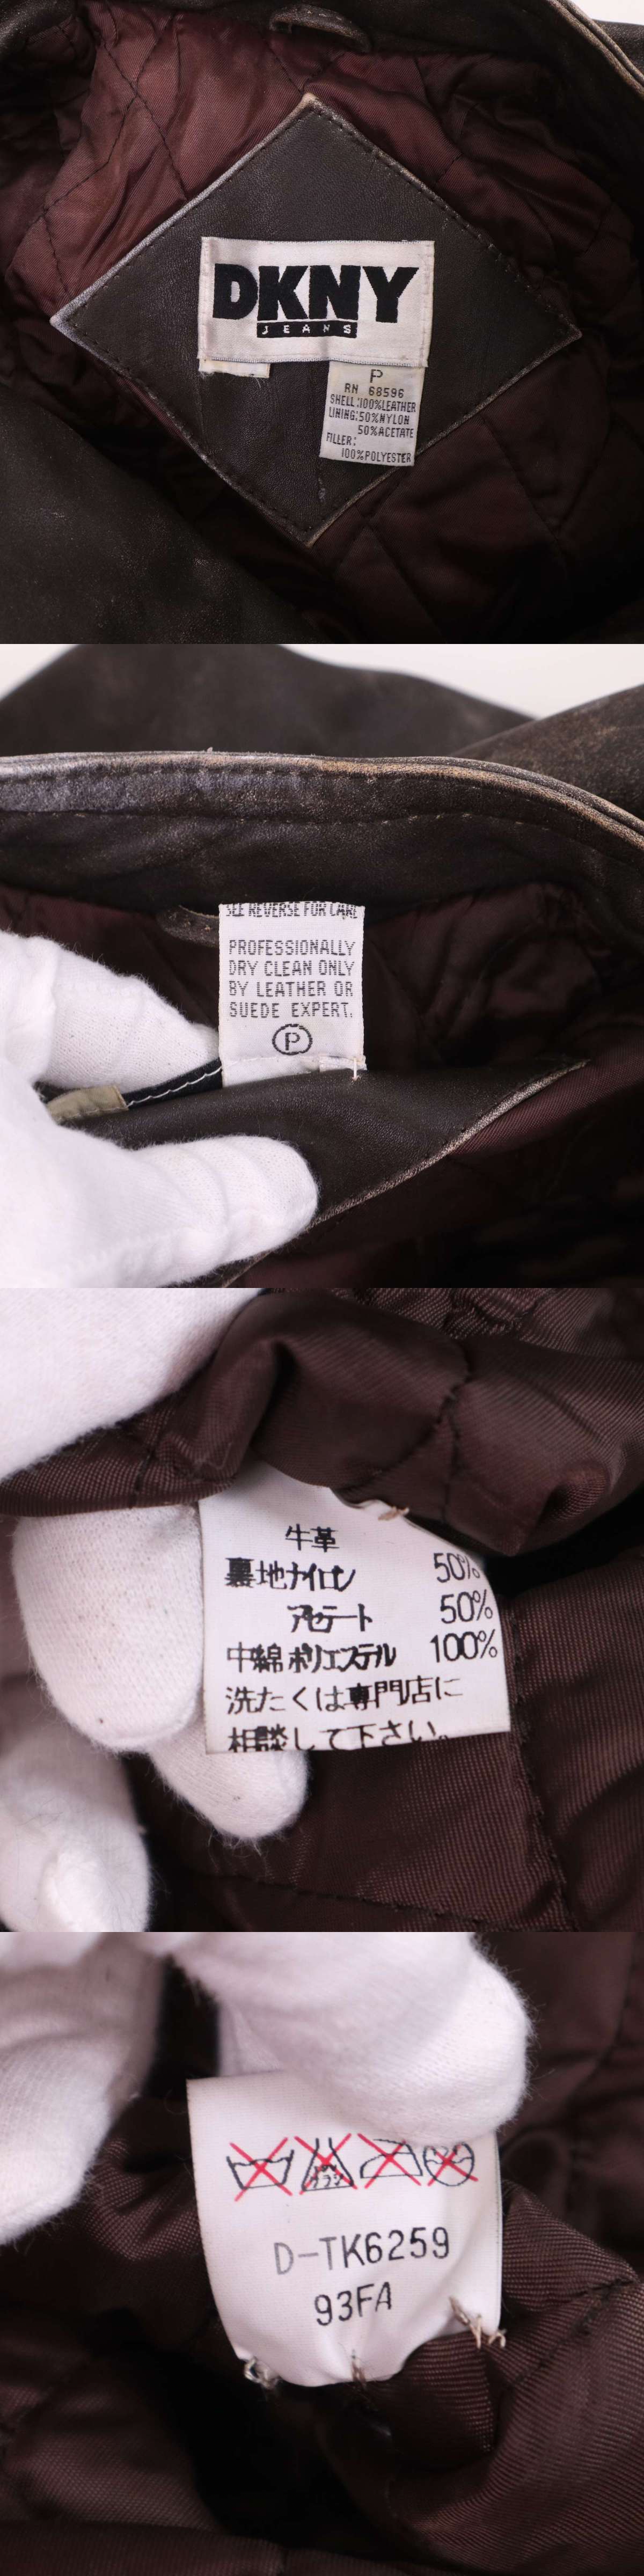 DKNY
JEANS
P
RN 68596
SHELL:100%LEATHER
LINING:50%NYLON
50%ACETATE
FILLER:
100%POLYESTER
SEE REVERSE FOR CARE
PROFESSIONALLY
DRY CLEAN ONLY
BY LEATHER OR
SUEDE EXPERT.
P
牛革
裏地ナイロン 50%
アセテート 50%
中綿ポリエステル 100%
洗たくは専門店に
相談して下さい。
D-TK6259
93FA